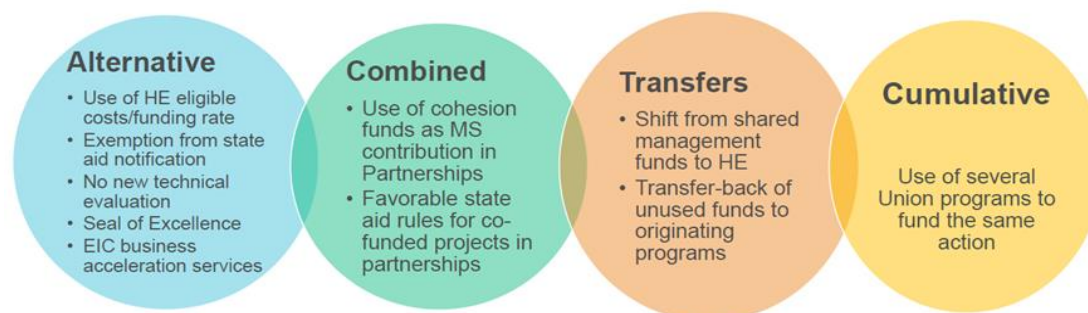 Alternative
• Use of HE eligible
costs/funding rate
• Exemption from state
aid notification
• No new technical
evaluation
• Seal of Excellence
• EIC business
acceleration services
Combined
• Use of cohesion
funds as MS
contribution in
Partnerships
• Favorable state
aid rules for co-
funded projects in
partnerships
Transfers
• Shift from shared
management
funds to HE
• Transfer-back of
unused funds to
originating
programs
Cumulative
Use of several
Union programs to
fund the same
action